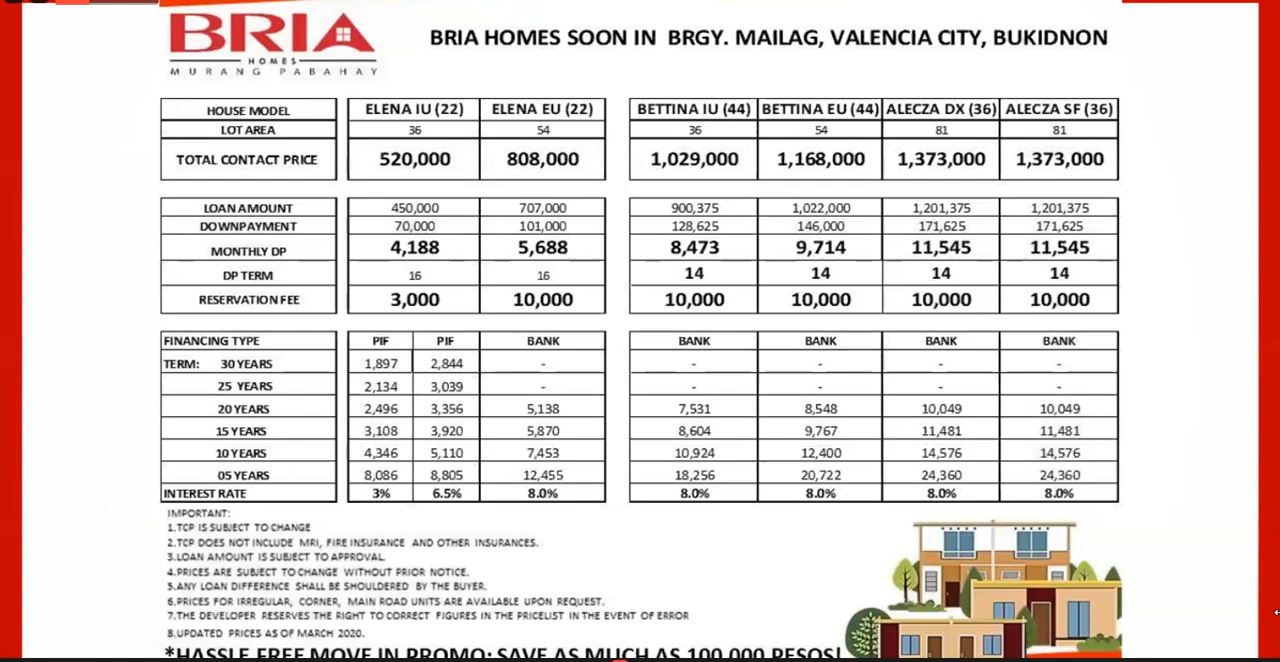 BRIA
HOMES
MURANG PABAHAY
BRIA HOMES SOON IN BRGY. MAILAG, VALENCIA CITY, BUKIDNON
HOUSE MODEL ELENA IU (22) ELENA EU (22) BETTINA IU (44) BETTINA EU (44) ALECZA DX (36) ALECZA SF (36)
LOT AREA 36 54 36 54 81 81
TOTAL CONTACT PRICE 520,000 808,000 1,029,000 1,168,000 1,373,000 1,373,000
LOAN AMOUNT 450,000 707,000 900,375 1,022,000 1,201,375 1,201,375
DOWNPAYMENT 70,000 101,000 128,625 146,000 171,625 171,625
MONTHLY DP 4,188 5,688 8,473 9,714 11,545 11,545
DP TERM 16 16 14 14 14 14
RESERVATION FEE 3,000 10,000 10,000 10,000 10,000 10,000
FINANCING TYPE PIF PIF BANK BANK BANK BANK BANK
TERM: 30 YEARS 1,897 2,844 - - - - -
25 YEARS 2,134 3,039 - - - - -
20 YEARS 2,496 3,356 5,138 7,531 8,548 10,049 10,049
15 YEARS 3,108 3,920 5,870 8,604 9,767 11,481 11,481
10 YEARS 4,346 5,110 7,453 10,924 12,400 14,576 14,576
05 YEARS 8,086 8,805 12,455 18,256 20,722 24,360 24,360
INTEREST RATE 3% 6.5% 8.0% 8.0% 8.0% 8.0% 8.0%
IMPORTANT:
1.TCP IS SUBJECT TO CHANGE
2.TCP DOES NOT INCLUDE MRI, FIRE INSURANCE AND OTHER INSURANCES.
3.LOAN AMOUNT IS SUBJECT TO APPROVAL.
4.PRICES ARE SUBJECT TO CHANGE WITHOUT PRIOR NOTICE.
5.ANY LOAN DIFFERENCE SHALL BE SHOULDERED BY THE BUYER.
6.PRICES FOR IRREGULAR, CORNER, MAIN ROAD UNITS ARE AVAILABLE UPON REQUEST.
7.THE DEVELOPER RESERVES THE RIGHT TO CORRECT FIGURES IN THE PRICELIST IN THE EVENT OF ERROR
8.UPDATED PRICES AS OF MARCH 2020.
*HASSLE FREE MOVE IN PROMO: SAVE AS MUCH AS 100,000 PESOS!